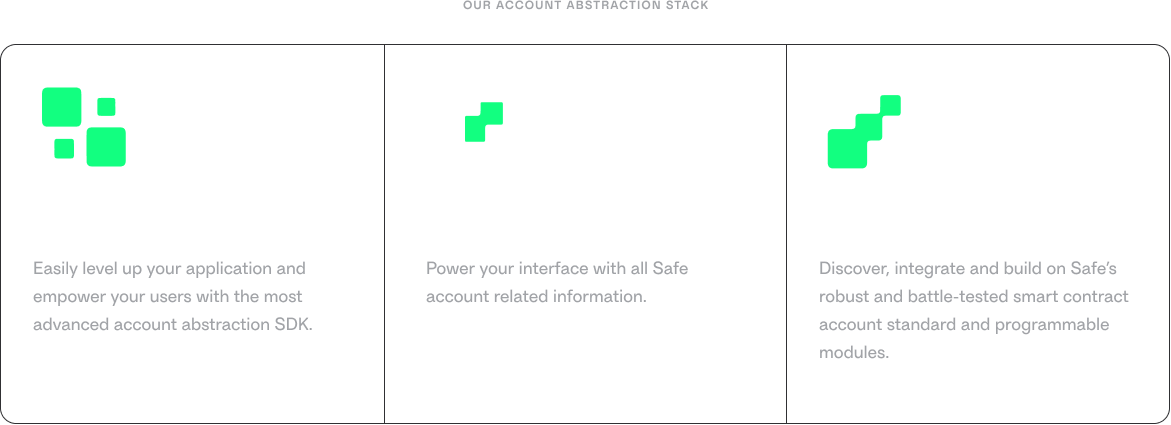 OUR ACCOUNT ABSTRACTION STACK
Easily level up your application and
empower your users with the most
advanced account abstraction SDK.
Power your interface with all Safe
account related information.
Discover, integrate and build on Safe’s
robust and battle-tested smart contract
account standard and programmable
modules.